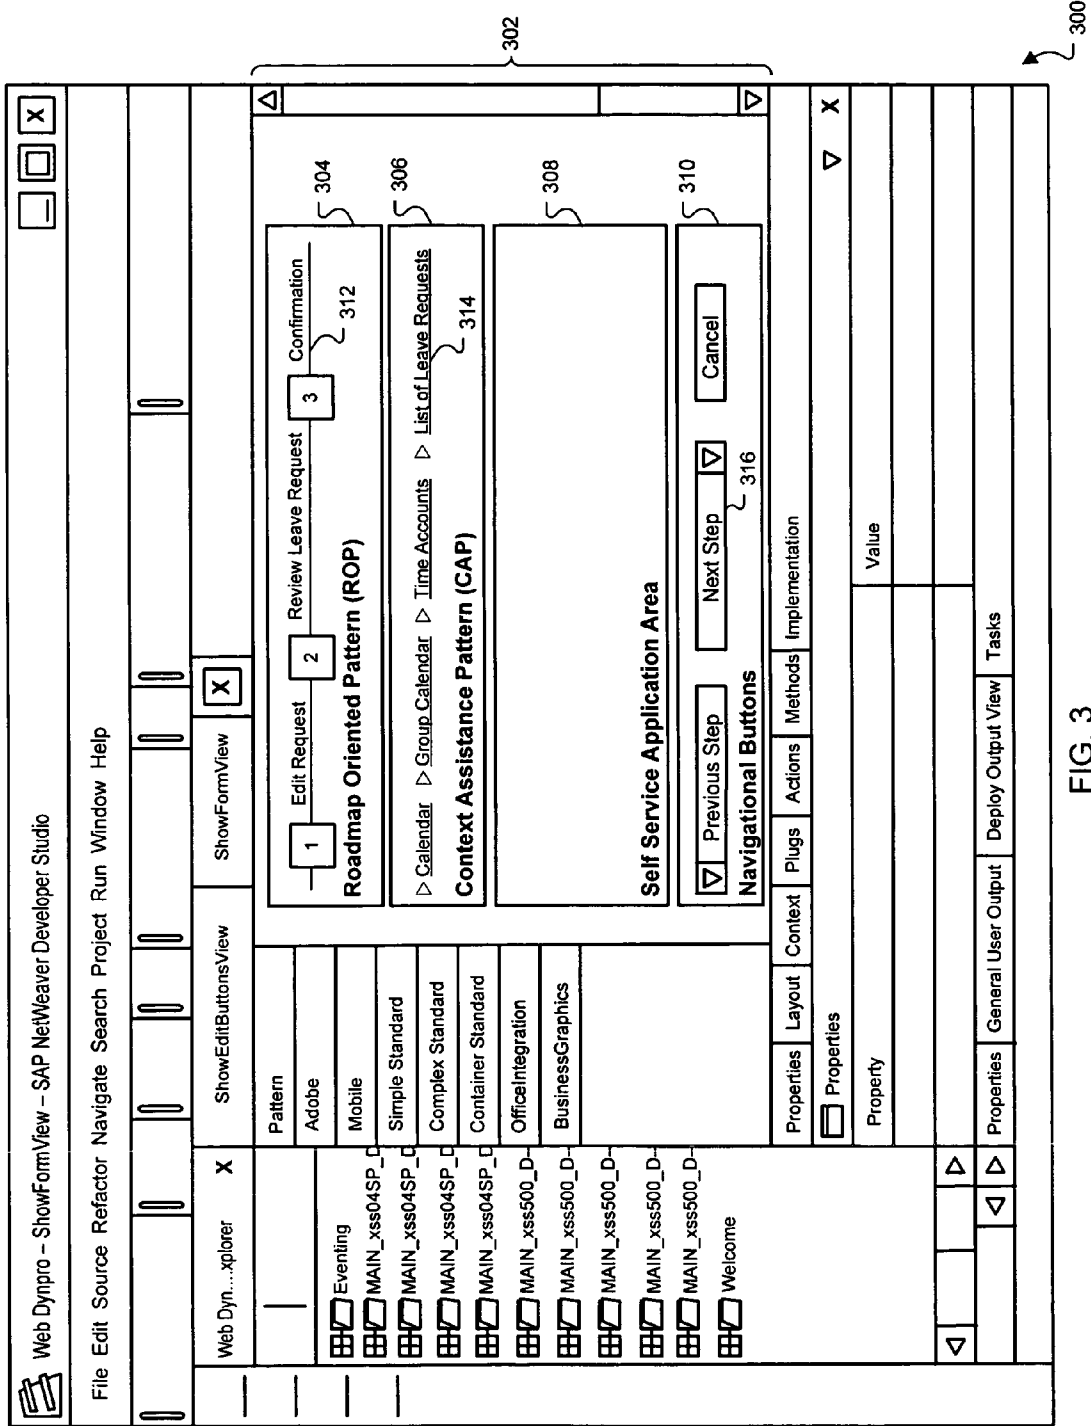 Web Dynpro – ShowFormView – SAP NetWeaver Developer Studio
X
File Edit Source Refactor Navigate Search Project Run Window Help
Web Dyn....xplorer X
ShowEditButtonsView
ShowFormView X
Eventing
MAIN_xss04SP_D
MAIN_xss04SP_D
MAIN_xss04SP_D
MAIN_xss04SP_D
MAIN_xss500_D-
MAIN_xss500_D-
MAIN_xss500_D-
MAIN_xss500_D-
MAIN_xss500_D-
Welcome
Pattern
Adobe
Mobile
Simple Standard
Complex Standard
Container Standard
OfficeIntegration
BusinessGraphics
1 Edit Request 2 Review Leave Request 3 Confirmation
312
Roadmap Oriented Pattern (ROP)
304
Calendar Group Calendar Time Accounts List of Leave Requests
314
Context Assistance Pattern (CAP)
306
Self Service Application Area
308
Previous Step Next Step Cancel
316
Navigational Buttons
310
302
Properties Layout Context Plugs Actions Methods Implementation
Properties X
Property Value
Properties General User Output Deploy Output View Tasks
300
FIG. 3